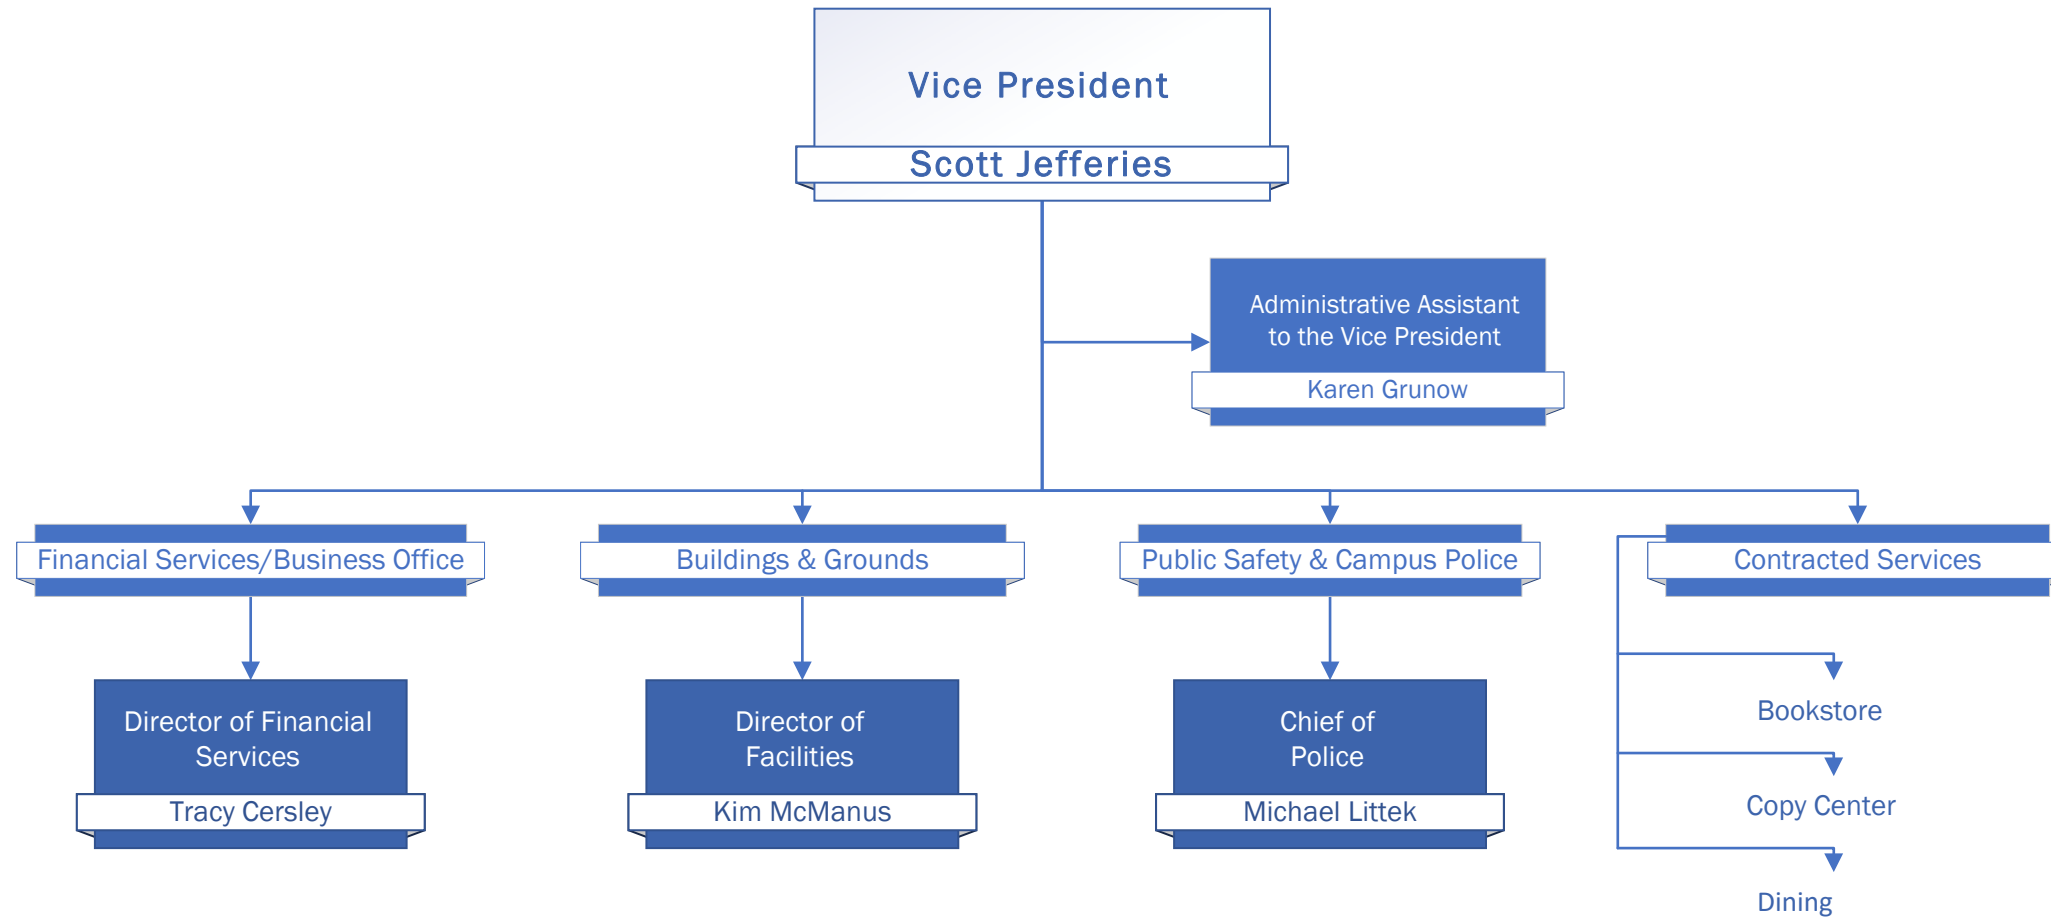 Vice President
Scott Jefferies
Administrative Assistant
to the Vice President
Karen Grunow
Financial Services/Business Office
Buildings & Grounds
Public Safety & Campus Police
Contracted Services
Director of Financial
Services
Tracy Cersley
Director of
Facilities
Kim McManus
Chief of
Police
Michael Littek
Bookstore
Copy Center
Dining